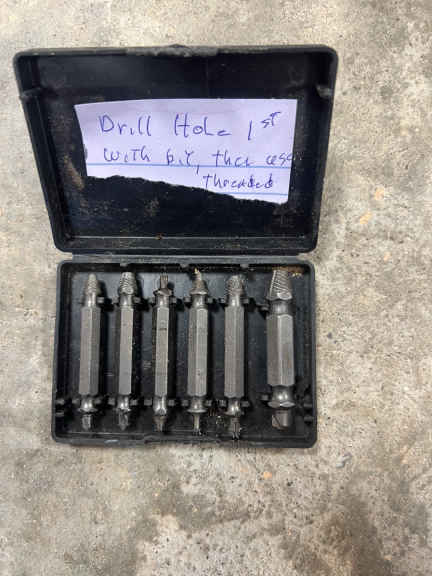 Drill Hole 1st
with bit, then use
threaded